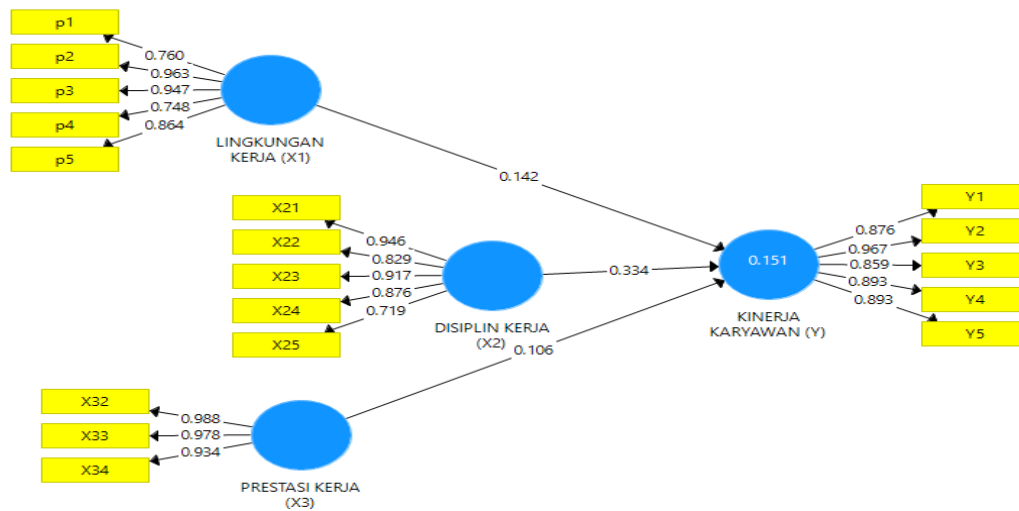 p1
p2
p3
p4
p5
0.760
0.963
0.947
0.748
0.864
LINGKUNGAN
KERJA (X1)
0.142
X21
X22
X23
X24
X25
0.946
0.829
0.917
0.876
0.719
DISIPLIN KERJA
(X2)
0.334
X32
X33
X34
0.988
0.978
0.934
PRESTASI KERJA
(X3)
0.106
0.151
KINERJA
KARYAWAN (Y)
0.876
0.967
0.859
0.893
0.893
Y1
Y2
Y3
Y4
Y5